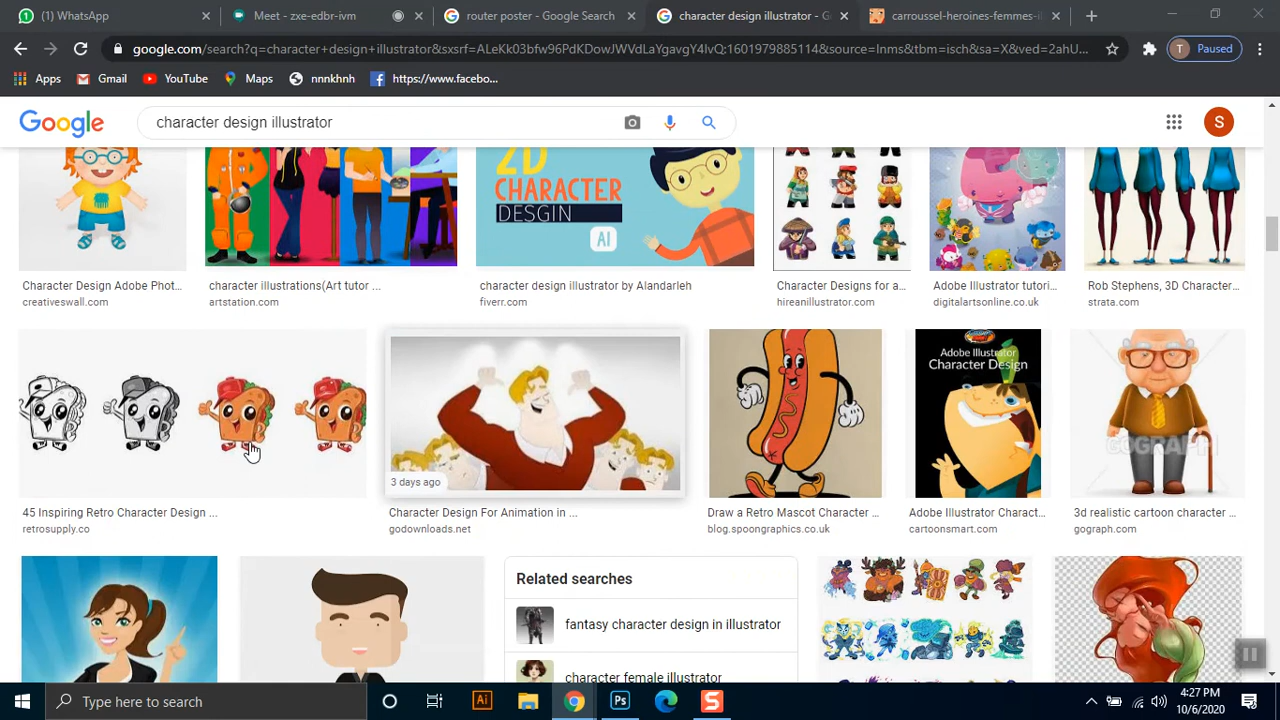 (1) WhatsApp
Meet - zxe-edbr-ivm
router poster - Google Search
character design illustrator - G
carroussel-heroines-femmes-i
google.com/search?q=character+design+illustrator&sxsrf=ALeKk03bfw96PdKDowJWVdLaYgavgY4lvQ:1601979885114&source=lnms&tbm=isch&sa=X&ved=2ahU...
T Paused
Apps
Gmail
YouTube
Maps
nnnkhnh
https://www.facebo...
Google
character design illustrator
S
2D
CHARACTER
DESGIN
AI
Character Design Adobe Phot...
creativeswall.com
character illustrations(Art tutor ...
artstation.com
character design illustrator by Alandarleh
fiverr.com
Character Designs for a...
hireanillustrator.com
Adobe Illustrator tutori...
digitalartsonline.co.uk
Rob Stephens, 3D Character...
strata.com
Adobe Illustrator
Character Design
GOGRAPH
3 days ago
45 Inspiring Retro Character Design ...
retrosupply.co
Character Design For Animation in ...
godownloads.net
Draw a Retro Mascot Character ...
blog.spoongraphics.co.uk
Adobe Illustrator Charact...
cartoonsmart.com
3d realistic cartoon character ...
gograph.com
Related searches
fantasy character design in illustrator
character female illustrator
Type here to search
Ai
Ps
S
4:27 PM
10/6/2020